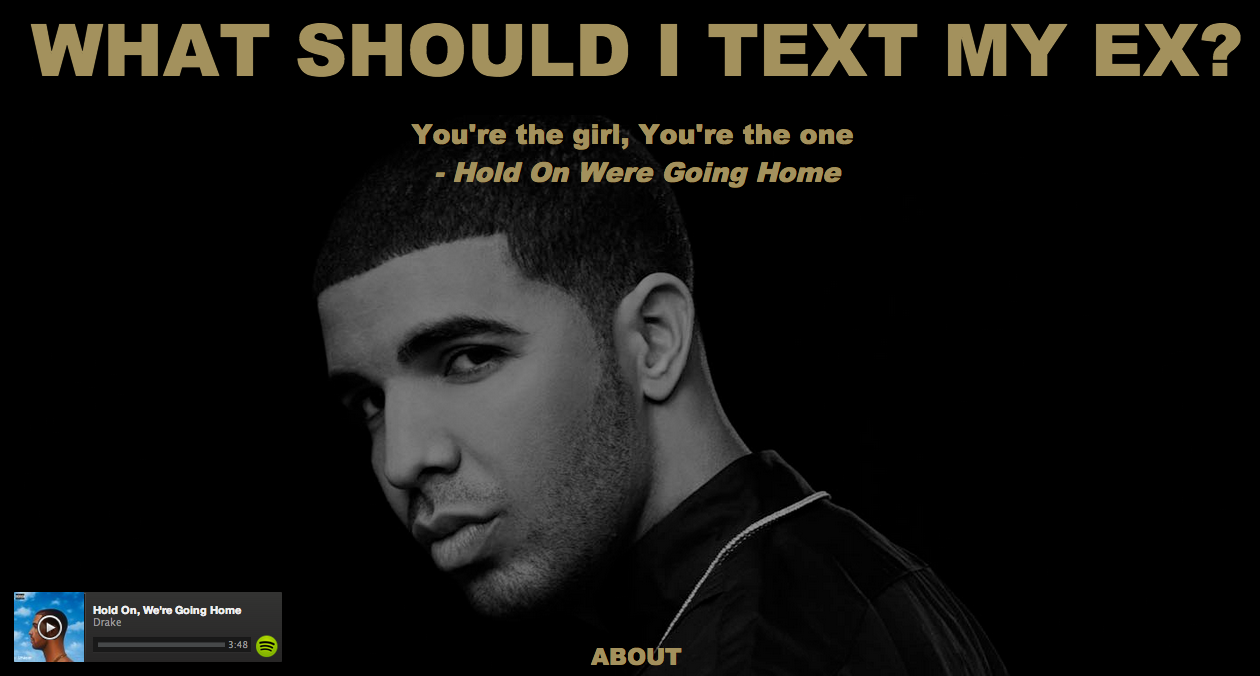 WHAT SHOULD I TEXT MY EX?
You're the girl, You're the one
- Hold On Were Going Home
Hold On, We're Going Home
Drake
3:48
ABOUT